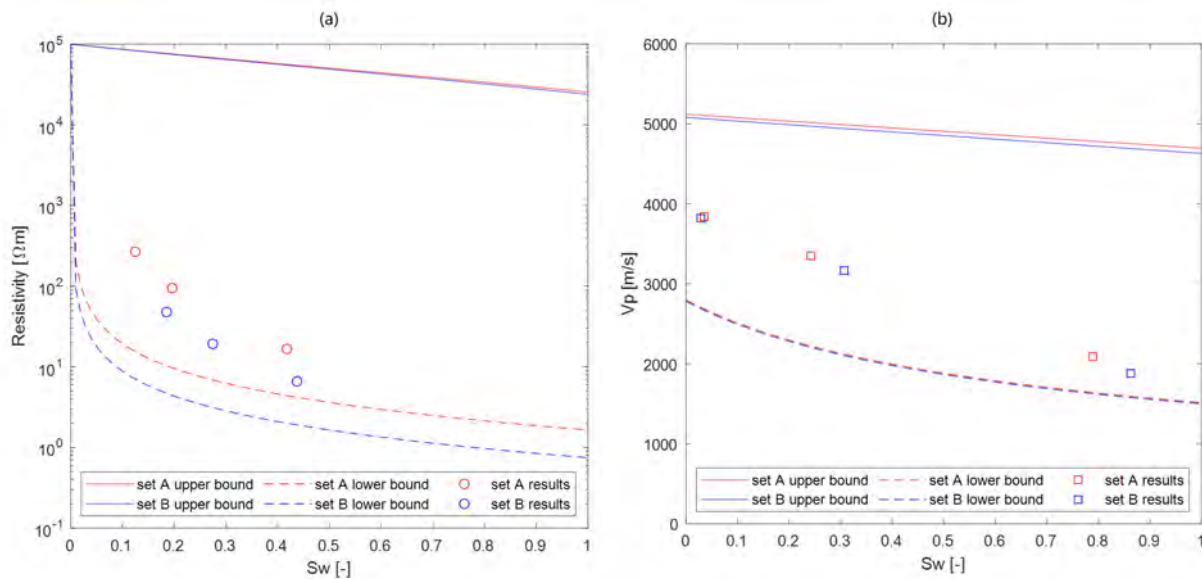 (a)
10^5
10^4
10^3
10^2
10^1
10^0
10^-1
Resistivity [Ωm]
set A upper bound set A lower bound set A results
set B upper bound set B lower bound set B results
0 0.1 0.2 0.3 0.4 0.5 0.6 0.7 0.8 0.9 1
Sw [-]
(b)
6000
5000
4000
3000
2000
1000
0
Vp [m/s]
set A upper bound set A lower bound set A results
set B upper bound set B lower bound set B results
0 0.1 0.2 0.3 0.4 0.5 0.6 0.7 0.8 0.9 1
Sw [-]